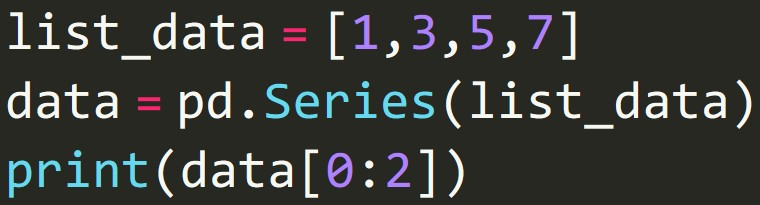 list_data = [1,3,5,7]
data = pd.Series(list_data)
print(data[0:2])